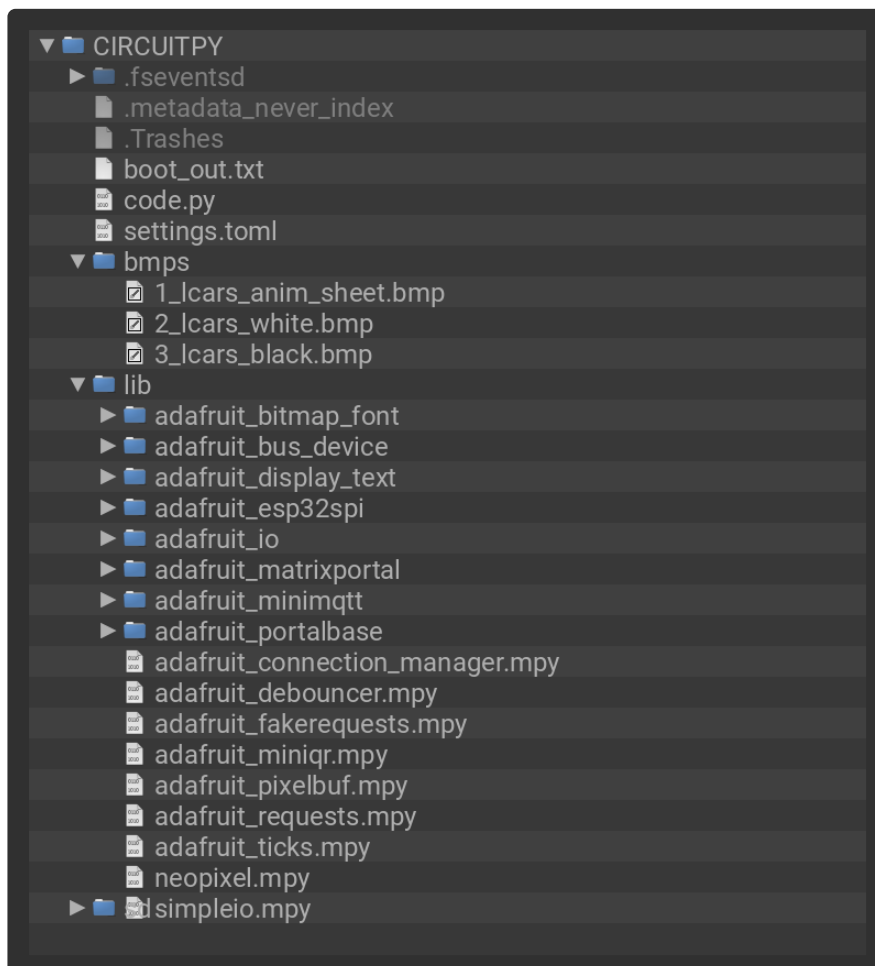 CIRCUITPY
.fseventsd
.metadata_never_index
.Trashes
boot_out.txt
code.py
settings.toml
bmps
1_lcars_anim_sheet.bmp
2_lcars_white.bmp
3_lcars_black.bmp
lib
adafruit_bitmap_font
adafruit_bus_device
adafruit_display_text
adafruit_esp32spi
adafruit_io
adafruit_matrixportal
adafruit_minimqtt
adafruit_portalbase
adafruit_connection_manager.mpy
adafruit_debouncer.mpy
adafruit_fakerequests.mpy
adafruit_miniqr.mpy
adafruit_pixelbuf.mpy
adafruit_requests.mpy
adafruit_ticks.mpy
neopixel.mpy
sd simpleio.mpy